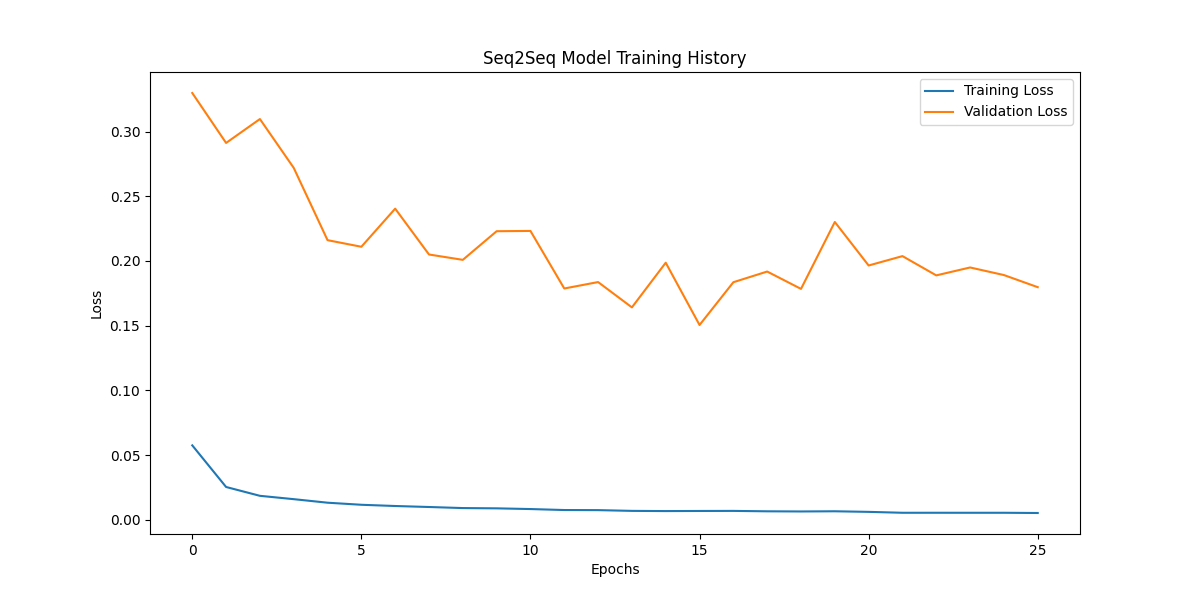 Seq2Seq Model Training History
Training Loss
Validation Loss
Loss
0.30
0.25
0.20
0.15
0.10
0.05
0.00
0 5 10 15 20 25
Epochs